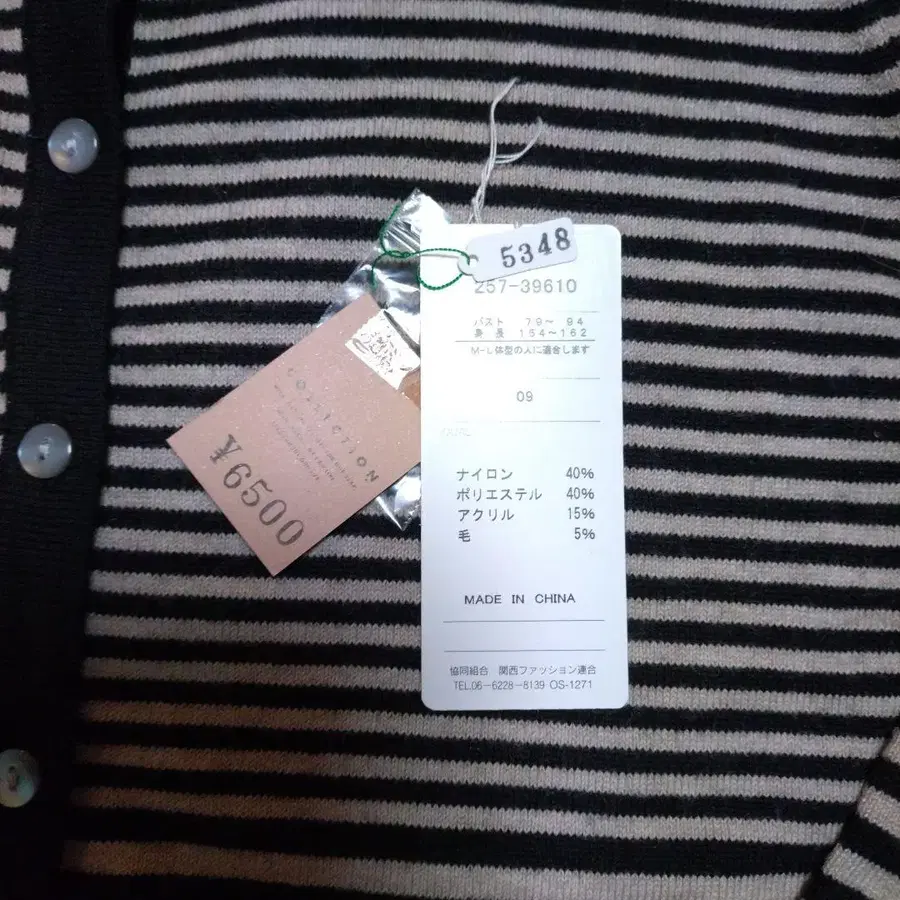 5348
257-39610
バスト 79～ 94
身 長 154～162
M-L体型の人に適合します
09
ナイロン 40%
ポリエステル 40%
アクリル 15%
毛 5%
MADE IN CHINA
協同組合 関西ファッション連合
TEL.06-6228-8139 OS-1271
COLLECTION
¥6500